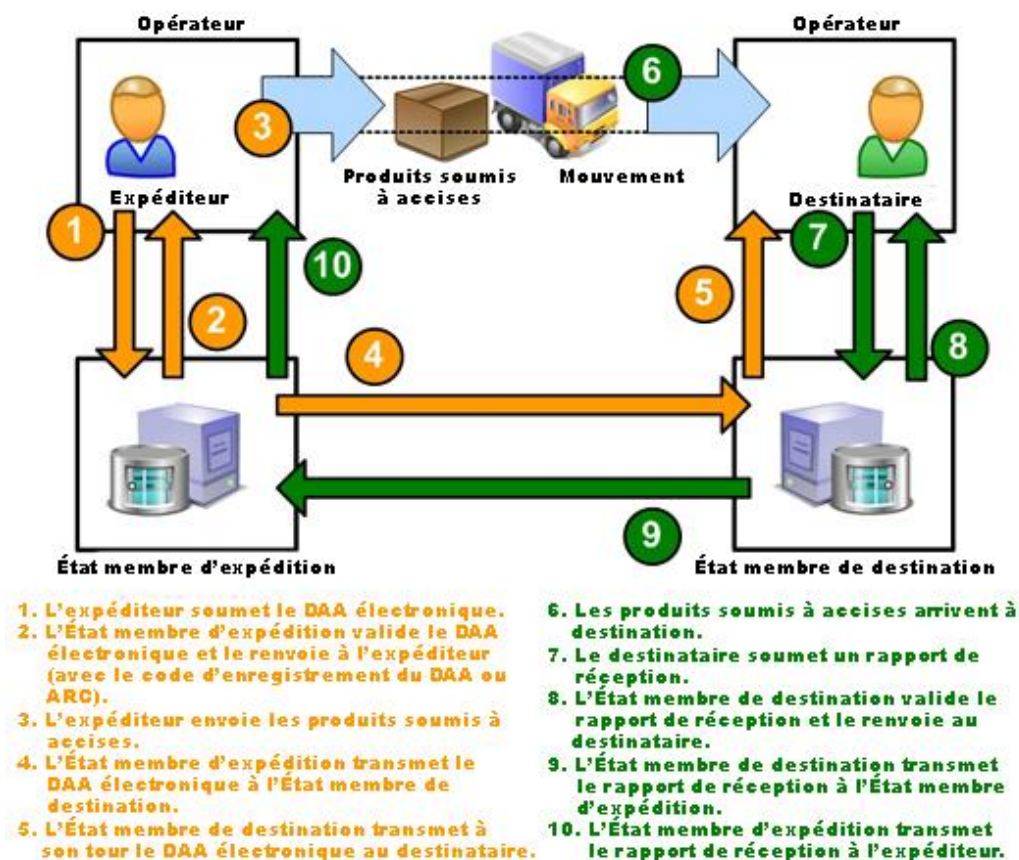 Opérateur
Opérateur
6
3
Produits soumis
à accises
Mouvement
Expéditeur
Destinataire
1
7
10
2
5
4
8
9
État membre d'expédition
État membre de destination
1. L'expéditeur soumet le DAA électronique.
2. L'État membre d'expédition valide le DAA
électronique et le renvoie à l'expéditeur
(avec le code d'enregistrement du DAA ou
ARC).
3. L'expéditeur envoie les produits soumis à
accises.
4. L'État membre d'expédition transmet le
DAA électronique à l'État membre de
destination.
5. L'État membre de destination transmet à
son tour le DAA électronique au destinataire.
6. Les produits soumis à accises arrivent à
destination.
7. Le destinataire soumet un rapport de
réception.
8. L'État membre de destination valide le
rapport de réception et le renvoie au
destinataire.
9. L'État membre de destination transmet
le rapport de réception à l'État membre
d'expédition.
10. L'État membre d'expédition transmet
le rapport de réception à l'expéditeur.